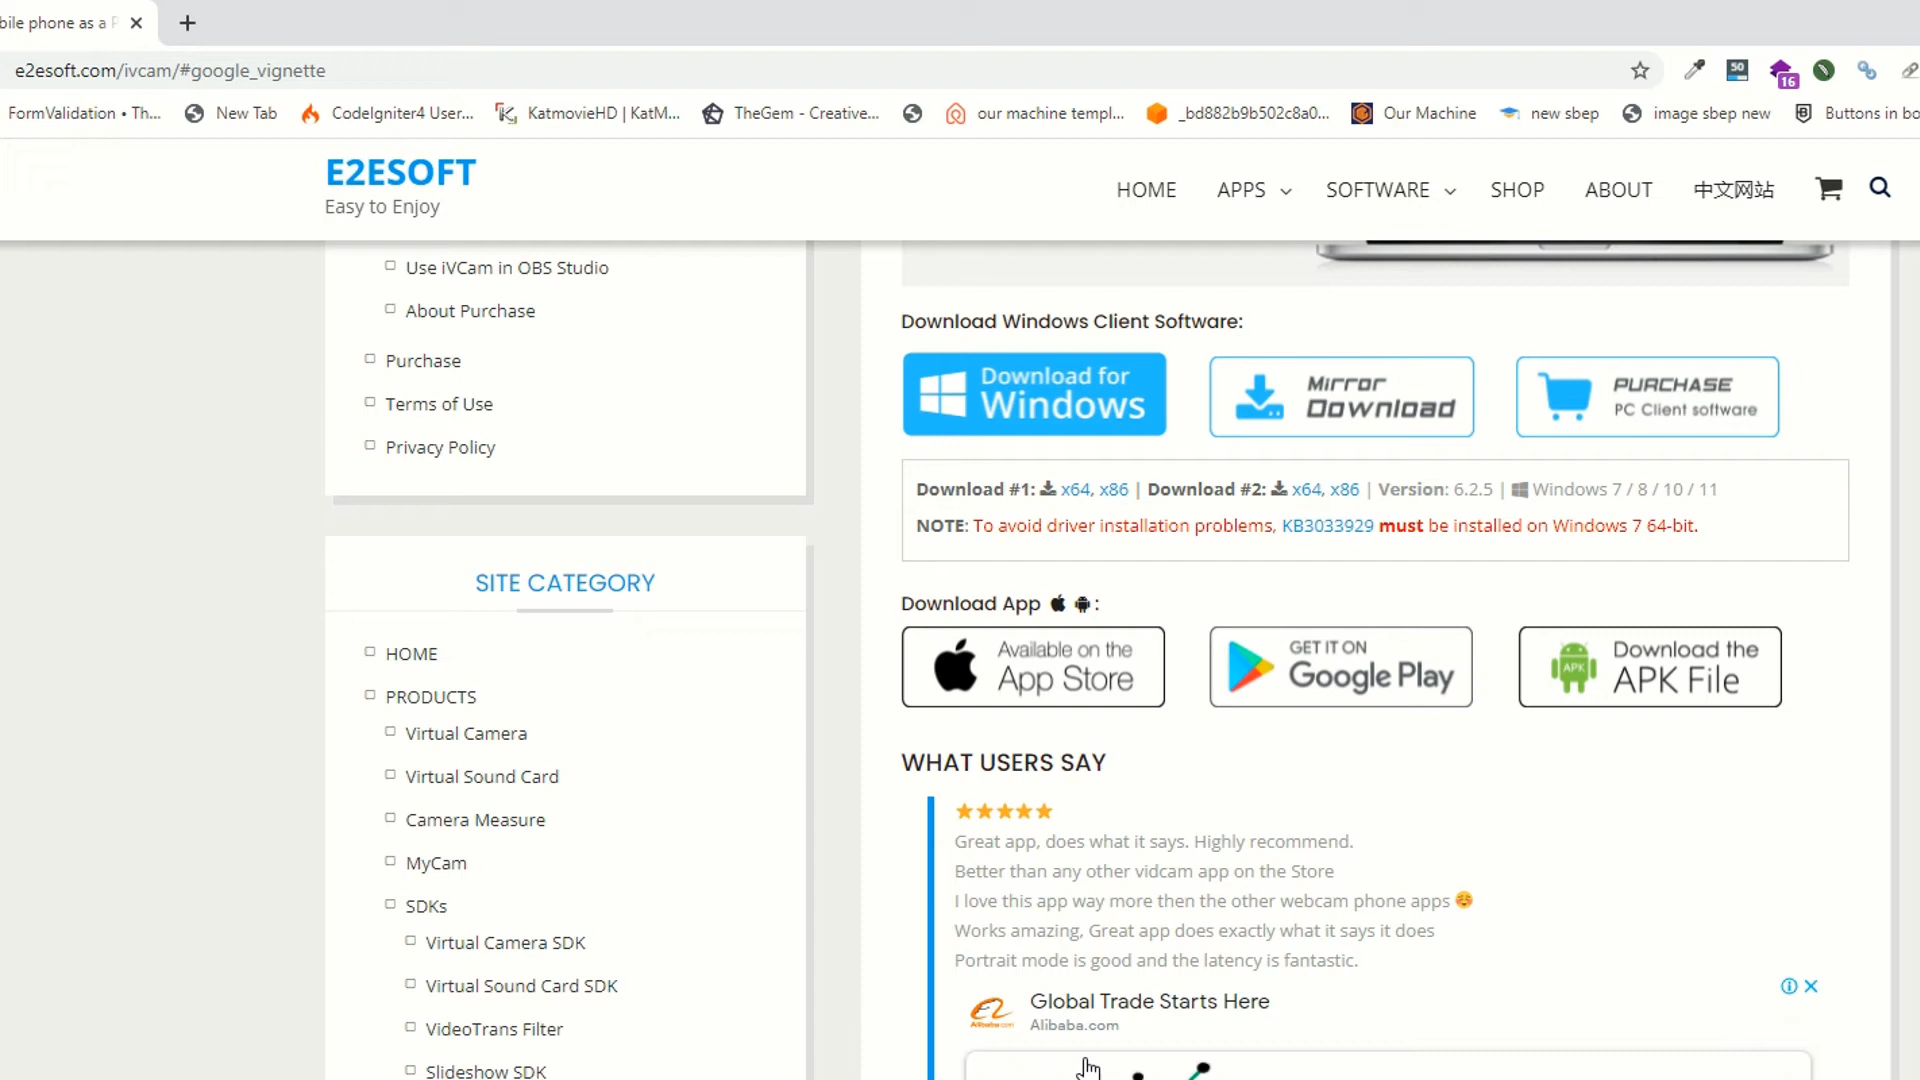 bile phone as a P
e2esoft.com/ivcam/#google_vignette
50
16
FormValidation • Th...
New Tab
CodeIgniter4 User...
KatmovieHD | KatM...
TheGem - Creative...
our machine templ...
_bd882b9b502c8a0...
Our Machine
new sbep
image sbep new
Buttons in bo
E2ESOFT
Easy to Enjoy
HOME
APPS
SOFTWARE
SHOP
ABOUT
中文网站
Use iVCam in OBS Studio
About Purchase
Purchase
Terms of Use
Privacy Policy
SITE CATEGORY
HOME
PRODUCTS
Virtual Camera
Virtual Sound Card
Camera Measure
MyCam
SDKs
Virtual Camera SDK
Virtual Sound Card SDK
VideoTrans Filter
Slideshow SDK
Download Windows Client Software:
Download for
Windows
Mirror
Download
PURCHASE
PC Client software
Download #1: x64, x86 | Download #2: x64, x86 | Version: 6.2.5 | Windows 7 / 8 / 10 / 11
NOTE: To avoid driver installation problems, KB3033929 must be installed on Windows 7 64-bit.
Download App :
Available on the
App Store
GET IT ON
Google Play
APK
Download the
APK File
WHAT USERS SAY
Great app, does what it says. Highly recommend.
Better than any other vidcam app on the Store
I love this app way more then the other webcam phone apps
Works amazing, Great app does exactly what it says it does
Portrait mode is good and the latency is fantastic.
Global Trade Starts Here
Alibaba.com
Alibaba.com